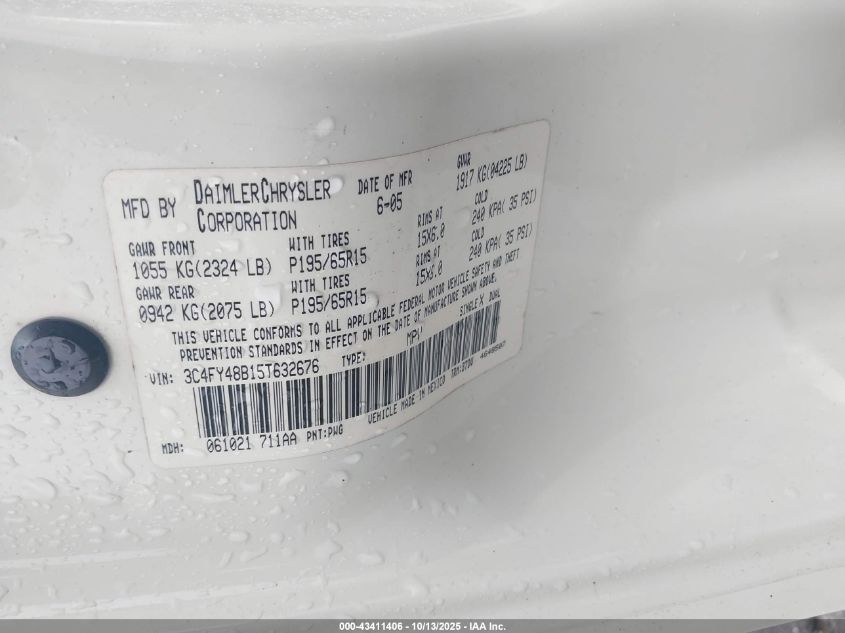 MFD BY DAIMLERCHRYSLER CORPORATION
DATE OF MFR 6-05
GVWR 1917 KG(04225 LB)
GAWR FRONT 1055 KG(2324 LB)
WITH TIRES P195/65R15
RIMS AT 15X6.0
COLD 240 KPA( 35 PSI)
GAWR REAR 0942 KG(2075 LB)
WITH TIRES P195/65R15
RIMS AT 15X6.0
COLD 240 KPA( 35 PSI)
THIS VEHICLE CONFORMS TO ALL APPLICABLE FEDERAL MOTOR VEHICLE SAFETY AND THEFT
PREVENTION STANDARDS IN EFFECT ON THE DATE OF MANUFACTURE SHOWN ABOVE.
VIN: 3C4FY48B15T632676 TYPE: MPV SINGLE X DUAL
MDH: 061021 711AA PNT:PWG VEHICLE MADE IN MEXICO
000-43411406 - 10/13/2025 - IAA Inc.